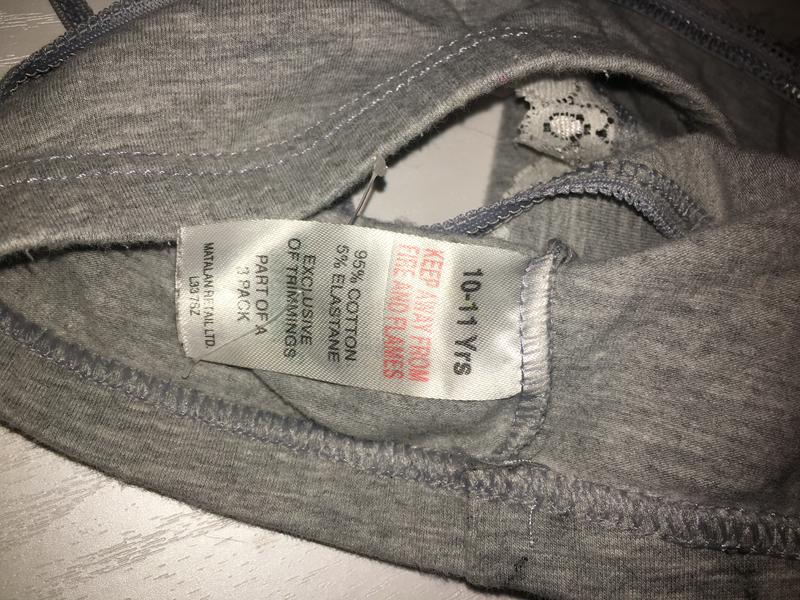 10-11 Yrs
KEEP AWAY FROM
FIRE AND FLAMES
95% COTTON
5% ELASTANE
EXCLUSIVE
OF TRIMMINGS
PART OF A
3 PACK
MATALAN RETAIL LTD.
L33 7SZ